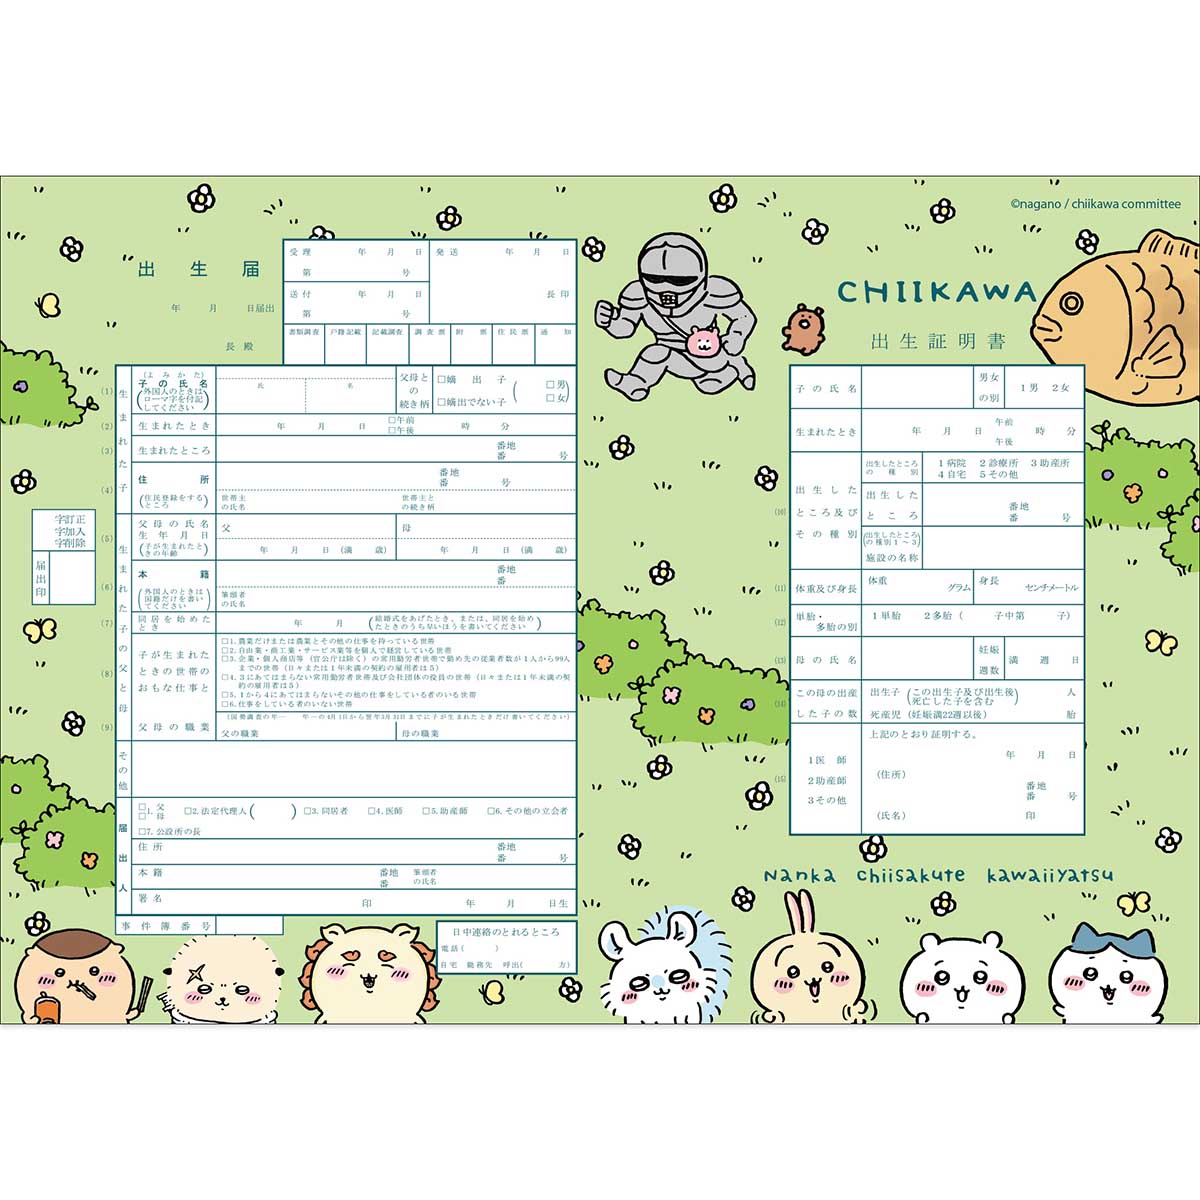 ©nagano / chiikawa committee
出生届
年 月 日届出
長 殿
受理 年 月 日
第 号
発送 年 月 日
送付 年 月 日
第 号
長印
書類調査 戸籍記載 記載調査 調査票 附票 住民票 通知
字訂正
字加入
字削除
届出印
生まれた子
(1)
(よみかた)
子の氏名
(外国人のときはローマ字を付記してください)
氏 名
父母との続き柄
□嫡出子
□嫡出でない子
(□男 □女)
(2)
生まれたとき
年 月 日 □午前 □午後 時 分
(3)
生まれたところ
番地
番 号
(4)
住所
(住民登録をするところ)
番地
番 号
世帯主の氏名
世帯主との続き柄
生まれた子の父と母
(5)
父母の氏名
生年月日
(子が生まれたときの年齢)
父
母
年 月 日 (満 歳)
年 月 日 (満 歳)
(6)
本籍
(外国人のときは国籍だけを書いてください)
番地
番
筆頭者の氏名
(7)
同居を始めたとき
年 月
(結婚式をあげたとき、または、同居を始めたときのうち早いほうを書いてください)
(8)
子が生まれたときの世帯のおもな仕事と
□1.農業だけまたは農業とその他の仕事を持っている世帯
□2.自由業・商工業・サービス業等を個人で経営している世帯
□3.企業・個人商店等(官公庁は除く)の常用勤労者世帯で勤め先の従業者数が1人から99人
までの世帯(日々または1年未満の契約の雇用者は5)
□4.3にあてはまらない常用勤労者世帯及び会社団体の役員の世帯(日々または1年未満の契
約の雇用者は5)
□5.1から4にあてはまらないその他の仕事をしている者のいる世帯
□6.仕事をしている者のいない世帯
(9)
父母の職業
(国勢調査の年― 年―の4月1日から翌年3月31日までに子が生まれたときだけ書いてください)
父の職業
母の職業
その他
届出人
□1.父
□ 母
□2.法定代理人( )
□3.同居者
□4.医師
□5.助産師
□6.その他の立会者
□7.公設所の長
住所
番地
番 号
本籍
番地
番
筆頭者の氏名
署名
印
年 月 日生
事件簿番号
日中連絡のとれるところ
電話( )
自宅 勤務先 呼出( 方)
CHIIKAWA
出生証明書
子の氏名
男女の別
1男 2女
生まれたとき
年 月 日 午前 午後 時 分
(10)
出生したところ及びその種別
出生したところの種別
1病院 2診療所 3助産所
4自宅 5その他
出生したところ
番地
番 号
(出生したところの種別1~3)
施設の名称
(11)
体重及び身長
体重 グラム
身長 センチメートル
(12)
単胎・多胎の別
1単胎 2多胎( 子中第 子)
(13)
母の氏名
妊娠週数
満 週 日
(14)
この母の出産した子の数
出生子(この出生子及び出生後死亡した子を含む) 人
死産児(妊娠満22週以後) 胎
(15)
1医師
2助産師
3その他
上記のとおり証明する。
年 月 日
(住所)
番地
番 号
(氏名)
印
Nanka chiisakute kawaiiyatsu